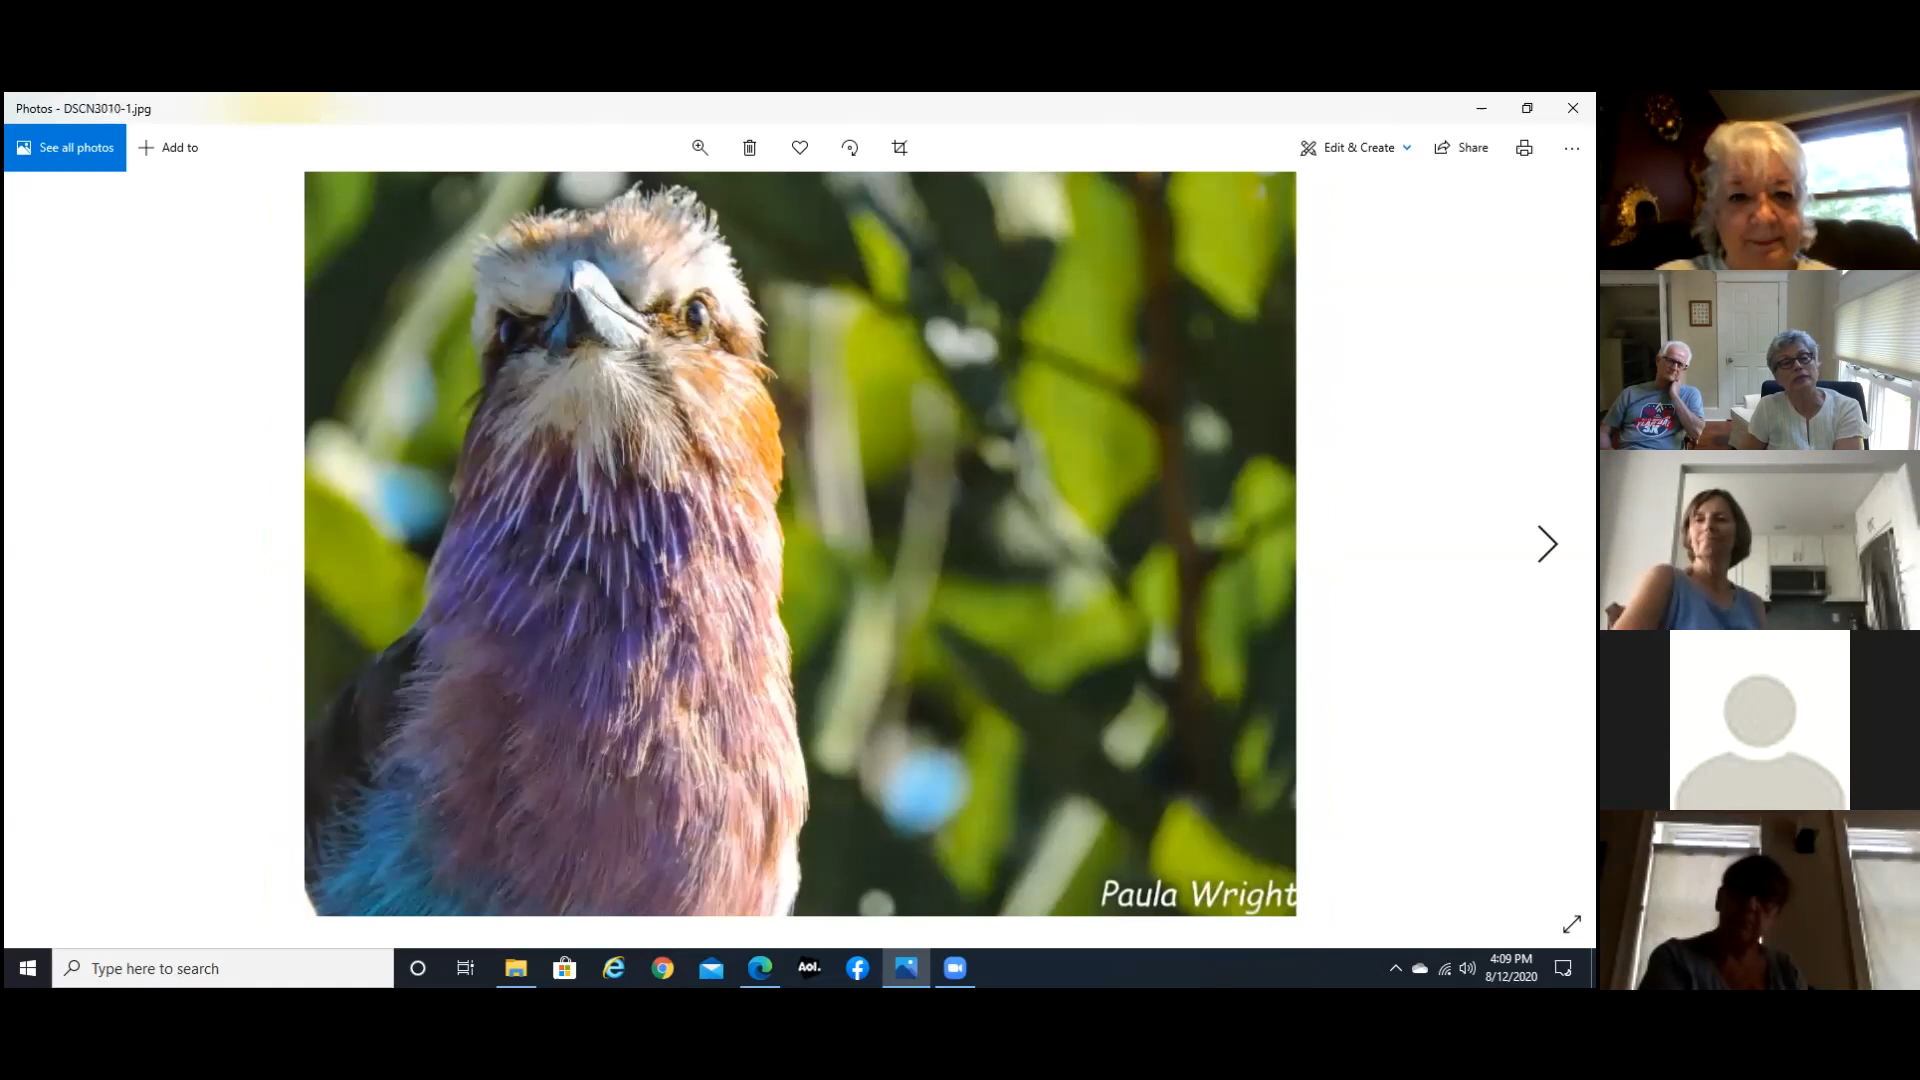 Photos - DSCN3010-1.jpg
See all photos
Add to
Edit & Create
Share
Paula Wright
Type here to search
Aol.
4:09 PM
8/12/2020